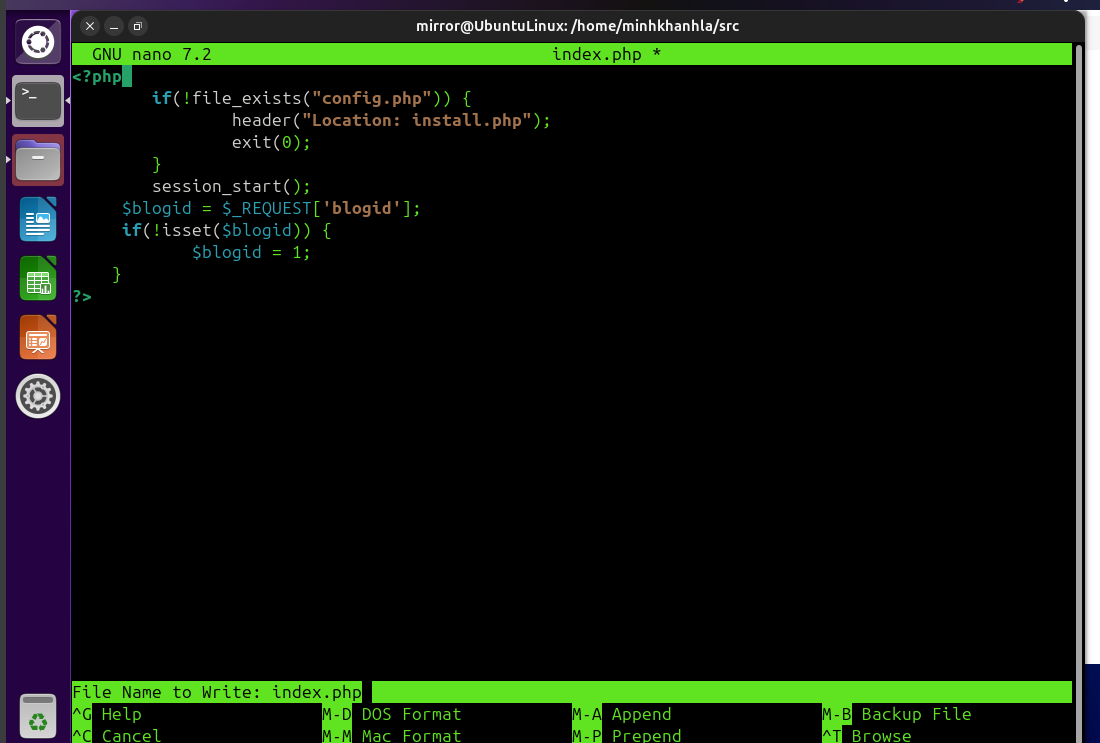 mirror@UbuntuLinux: /home/minhkhanhla/src
GNU nano 7.2 index.php *
<?php
if(!file_exists("config.php")) {
header("Location: install.php");
exit(0);
}
session_start();
$blogid = $_REQUEST['blogid'];
if(!isset($blogid)) {
$blogid = 1;
}
?>
File Name to Write: index.php
^G Help M-D DOS Format M-A Append M-B Backup File
^C Cancel M-M Mac Format M-P Prepend ^T Browse